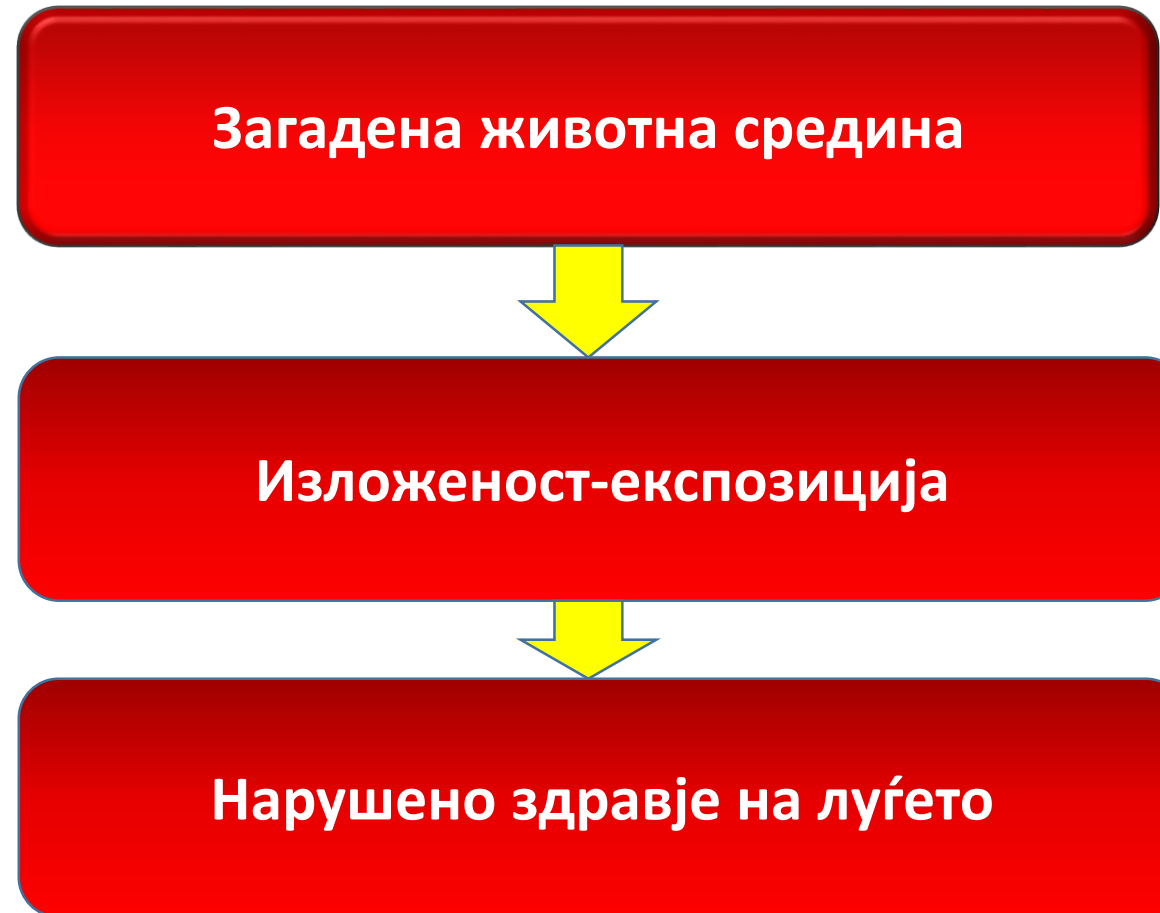 Загадена животна средина
Изложеност-експозиција
Нарушено здравје на луѓето